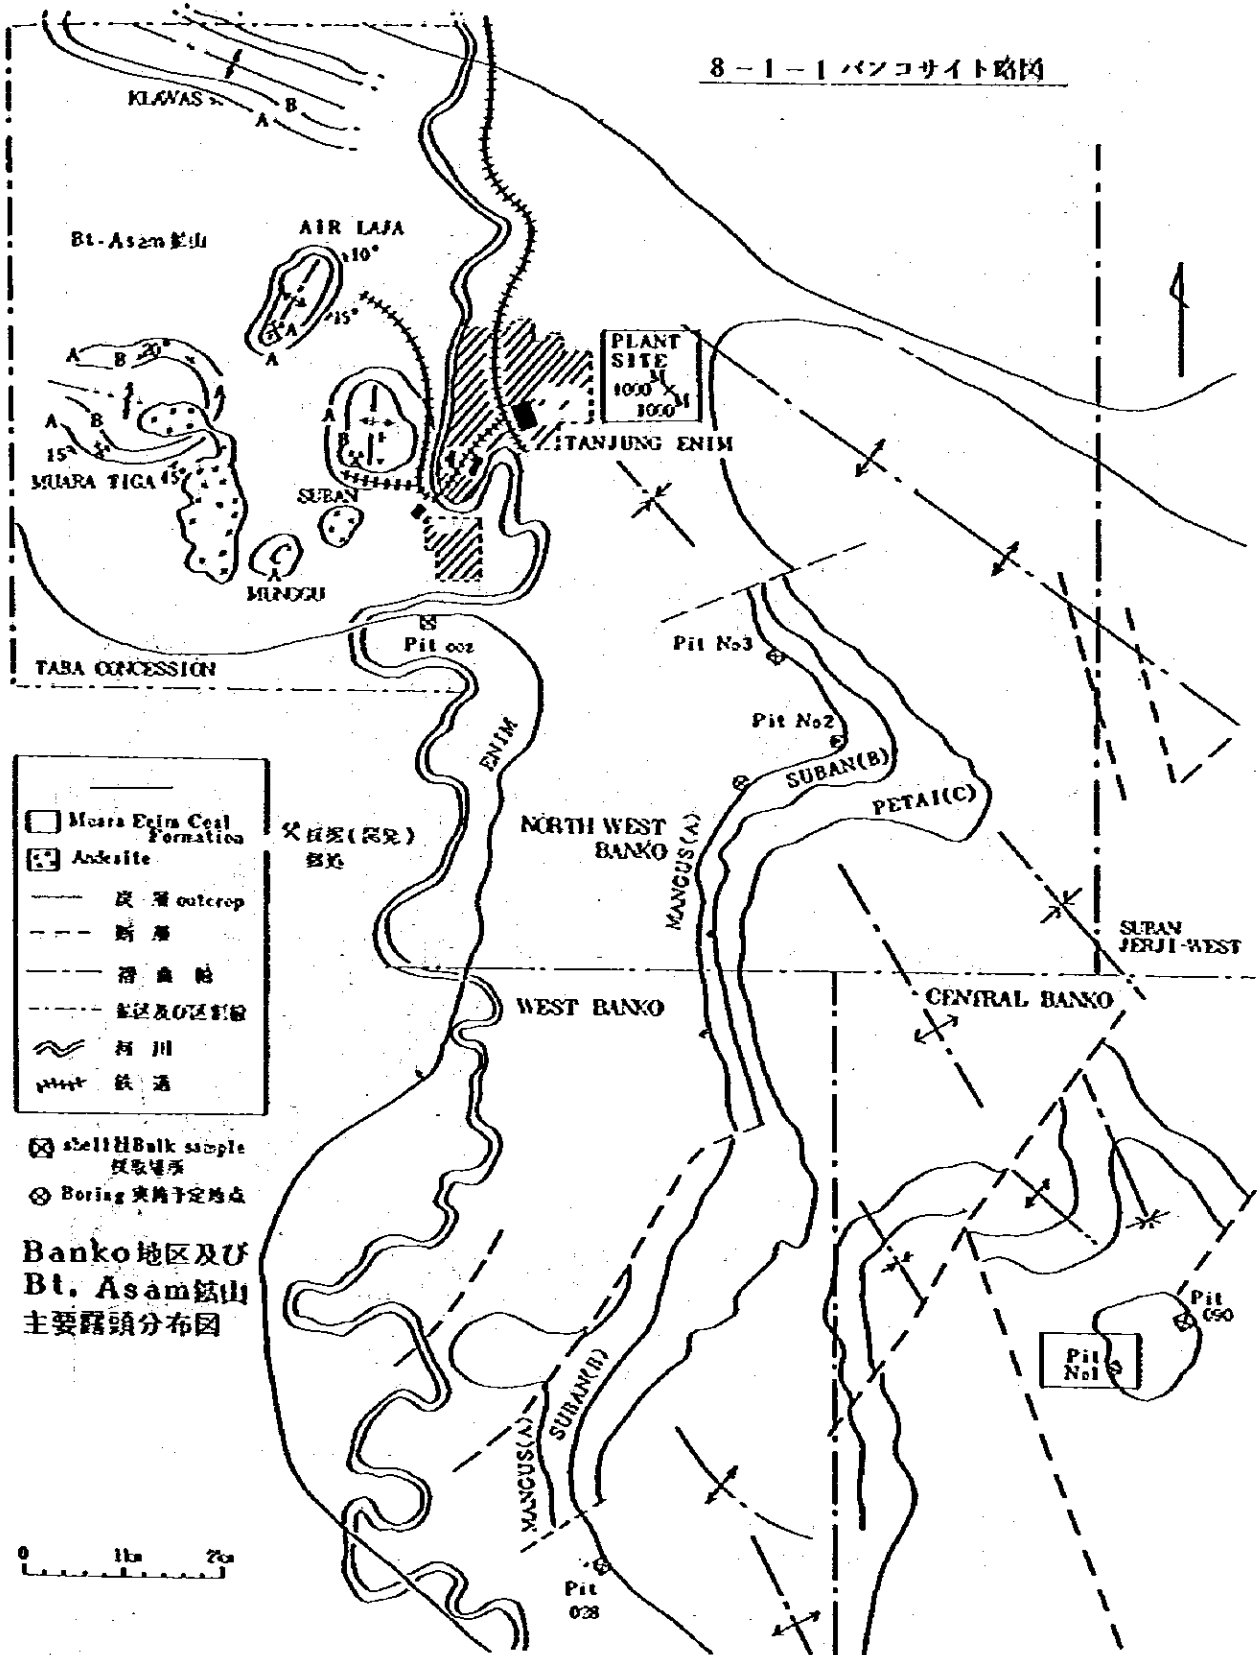 8-1-1 バンコサイト略図
KLAWAS
B
A
Bt-Asam 鉱山
AIR LAJA
10°
15°
A
A
A
B
20°
A
A
B
15°
MUARA TIGA 45°
A
B
A
SUBAN
C
A
MUNGGU
PLANT
SITE
1000 M
1000 M
TANJUNG ENIM
Pit 002
TABA CONCESSION
ENIM
Pit No3
Pit No2
SUBAN(B)
PETAI(C)
MANGUS(A)
NORTH WEST
BANKO
Muara Enim Coal
Formation
Andesite
炭層 outcrop
断層
褶曲軸
鉱区及び区割線
河川
鉄道
shell社Bulk sample
採取場所
Boring 実施予定地点
Banko地区及び
Bt. Asam鉱山
主要露頭分布図
WEST BANKO
CENTRAL BANKO
SUBAN
JERJI-WEST
SUBAN(B)
MANGUS(A)
Pit
090
Pit
No1
Pit
028
0 1km 2km